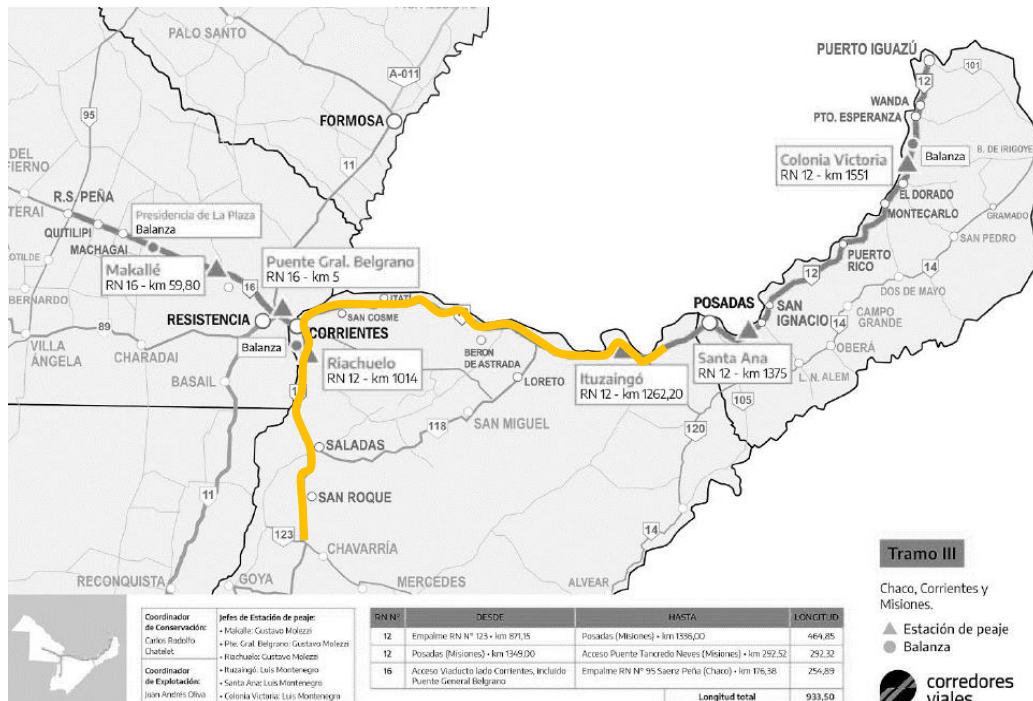 PALO SANTO
A-011
FORMOSA
95
11
DEL
FIERNO
R.S. PEÑA
TERAI
QUITILIPI
MACHAGAI
Presidencia de La Plaza
Balanza
OTILDE
Makallé
RN 16 - km 59,80
16
Puente Gral. Belgrano
RN 16 - km 5
BERNARDO
89
RESISTENCIA
CORRIENTES
ITATÍ
SAN COSME
VILLA
ÁNGELA
CHARADAI
Balanza
Riachuelo
RN 12 - km 1014
BASAIL
BERON
DE ASTRADA
LORETO
SAN MIGUEL
118
SALADAS
SAN ROQUE
11
123
CHAVARRÍA
RECONQUISTA
GOYA
MERCEDES
ALVEAR
14
120
105
Ituzaingó
RN 12 - km 1262,20
POSADAS
Santa Ana
RN 12 - km 1375
SAN
IGNACIO
L. N. ALEM
OBERÁ
14
CAMPO
GRANDE
DOS DE MAYO
14
12
PUERTO
RICO
SAN PEDRO
GRAMADO
MONTECARLO
ELDORADO
Colonia Victoria
RN 12 - km 1551
Balanza
B. DE IRIGOYE
PTO. ESPERANZA
WANDA
12
101
PUERTO IGUAZÚ
Tramo III
Chaco, Corrientes y
Misiones.
Estación de peaje
Balanza
corredores
viales
Coordinador
de Conservación:
Carlos Rodolfo
Chatelet
Coordinador
de Explotación:
Juan Andrés Oliva
Jefes de Estación de peaje:
• Makalle: Gustavo Molezzi
• Pte. Gral. Belgrano: Gustavo Molezzi
• Riachuelo: Gustavo Molezzi
• Ituzaingó: Luis Montenegro
• Santa Ana: Luis Montenegro
• Colonia Victoria: Luis Montenegro
RN Nº DESDE HASTA LONGITUD
12 Empalme RN Nº 123 • km 871,15 Posadas (Misiones) • km 1336,00 464,85
12 Posadas (Misiones) • km 1349,00 Acceso Puente Tancredo Neves (Misiones) • km 292,52 292,32
16 Acceso Viaducto lado Corrientes, incluido Puente General Belgrano Empalme RN Nº 95 Saenz Peña (Chaco) • km 176,38 254,89
Longitud total 933,50